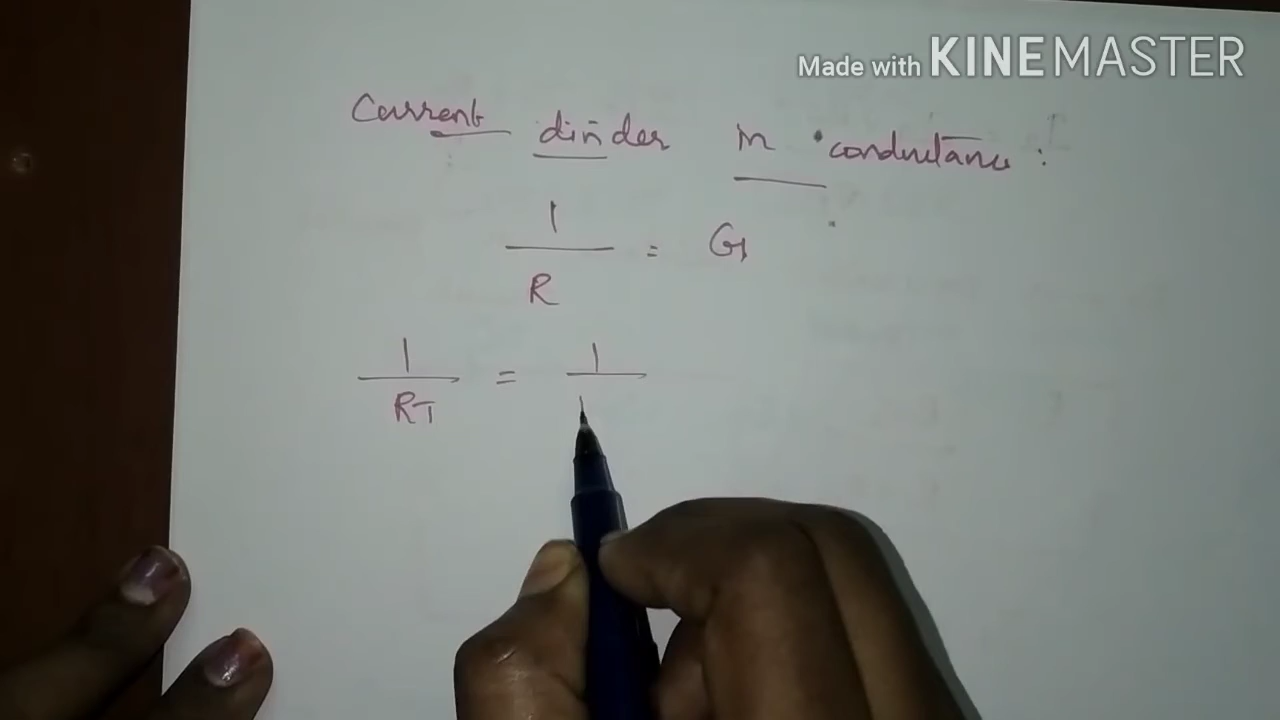 Made with KINEMASTER
Current divider in conductance :
1
R
= G
1
RT
=
1